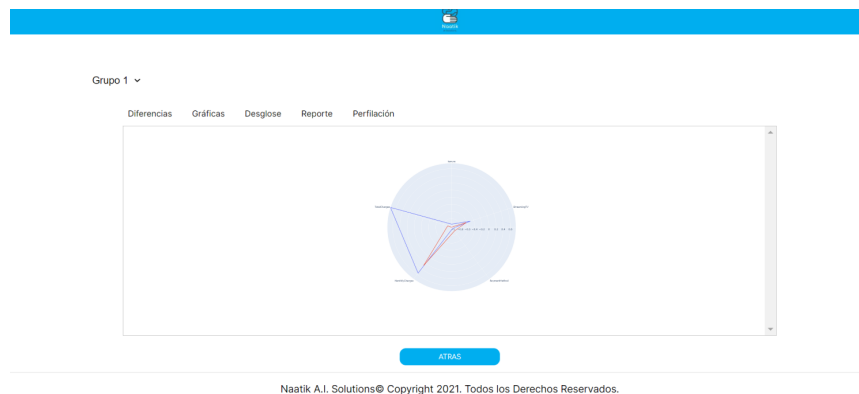 Naatik
Grupo 1
Diferencias Gráficas Desglose Reporte Perfilación
ATRAS
Naatik A.I. Solutions© Copyright 2021. Todos los Derechos Reservados.